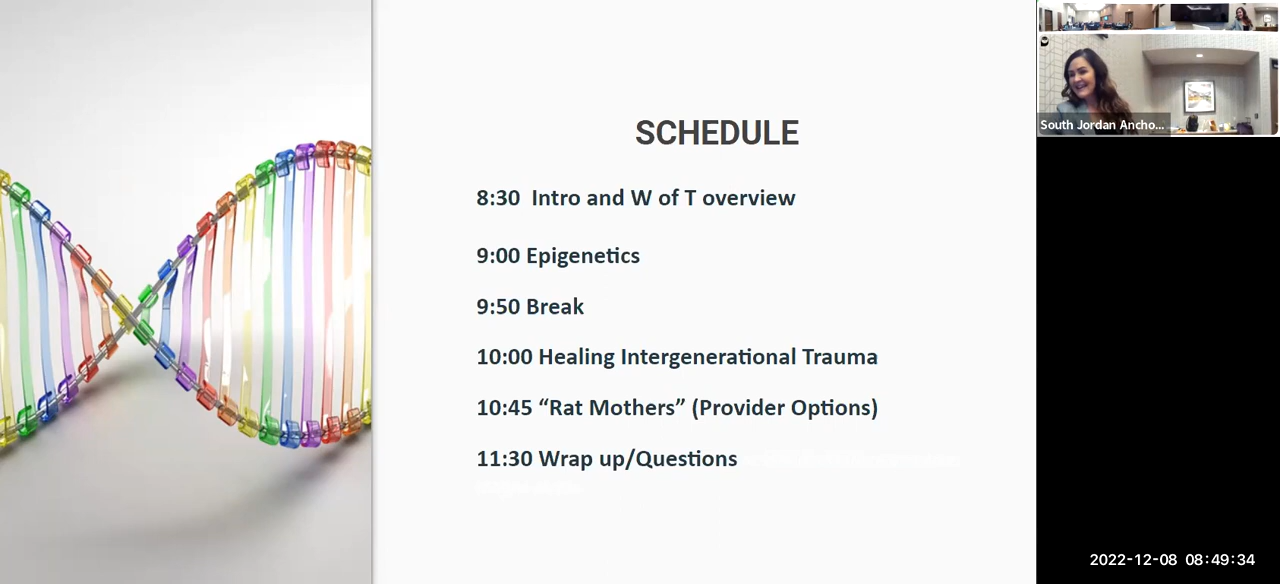 SCHEDULE
8:30  Intro and W of T overview
9:00 Epigenetics
9:50 Break
10:00 Healing Intergenerational Trauma
10:45 “Rat Mothers” (Provider Options)
11:30 Wrap up/Questions
South Jordan Ancho...
2022-12-08 08:49:34